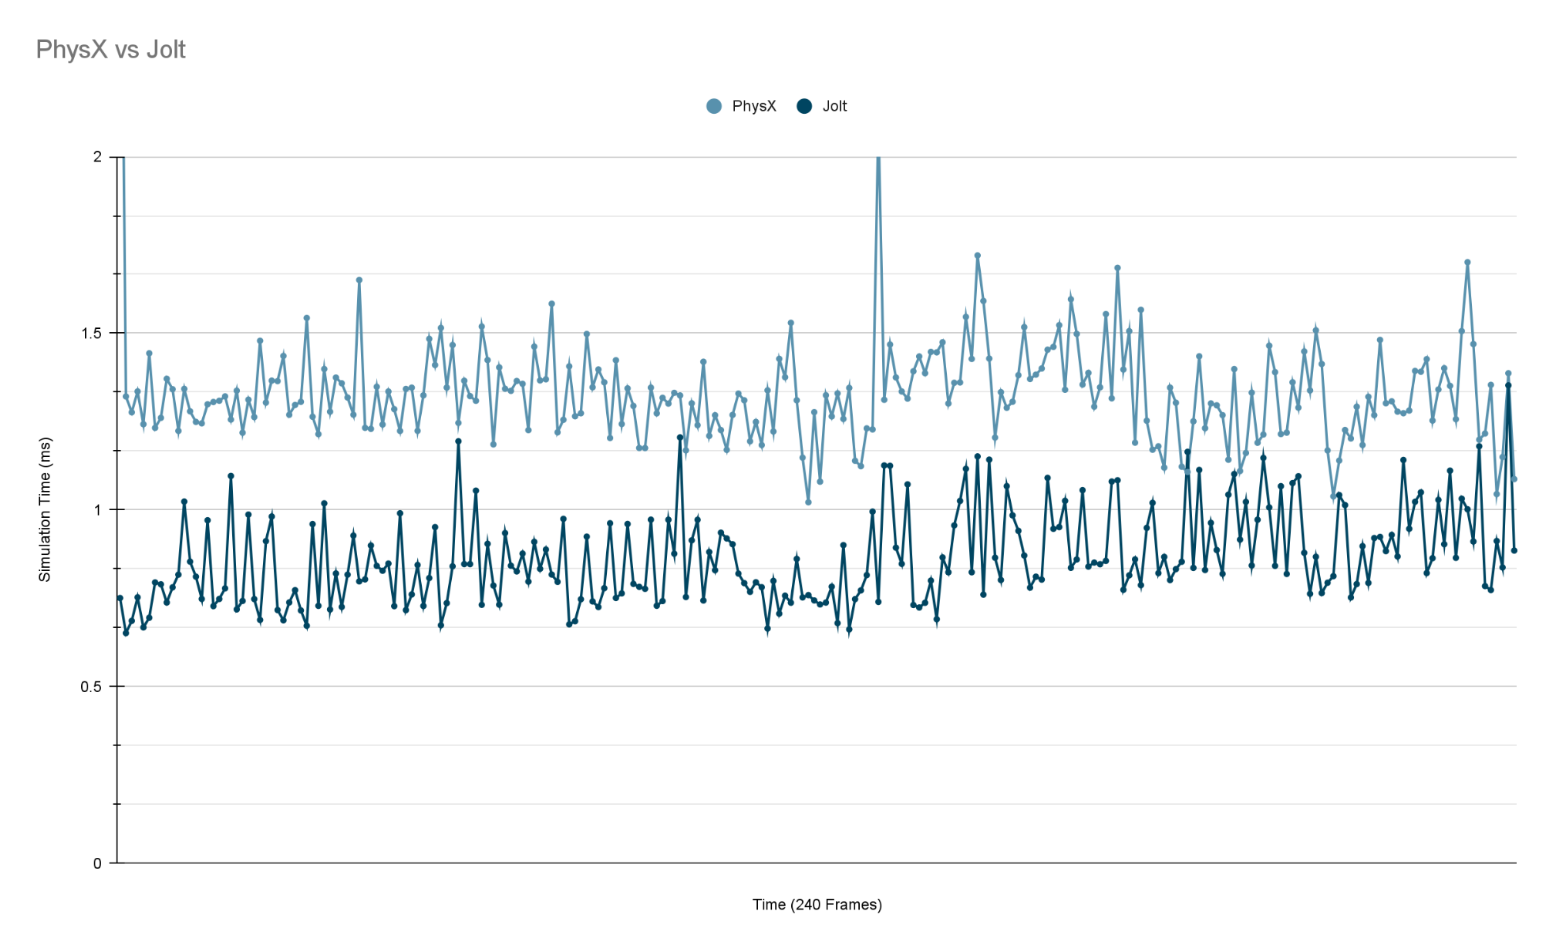 PhysX vs Jolt
PhysX Jolt
2
1.5
1
0.5
0
Simulation Time (ms)
Time (240 Frames)